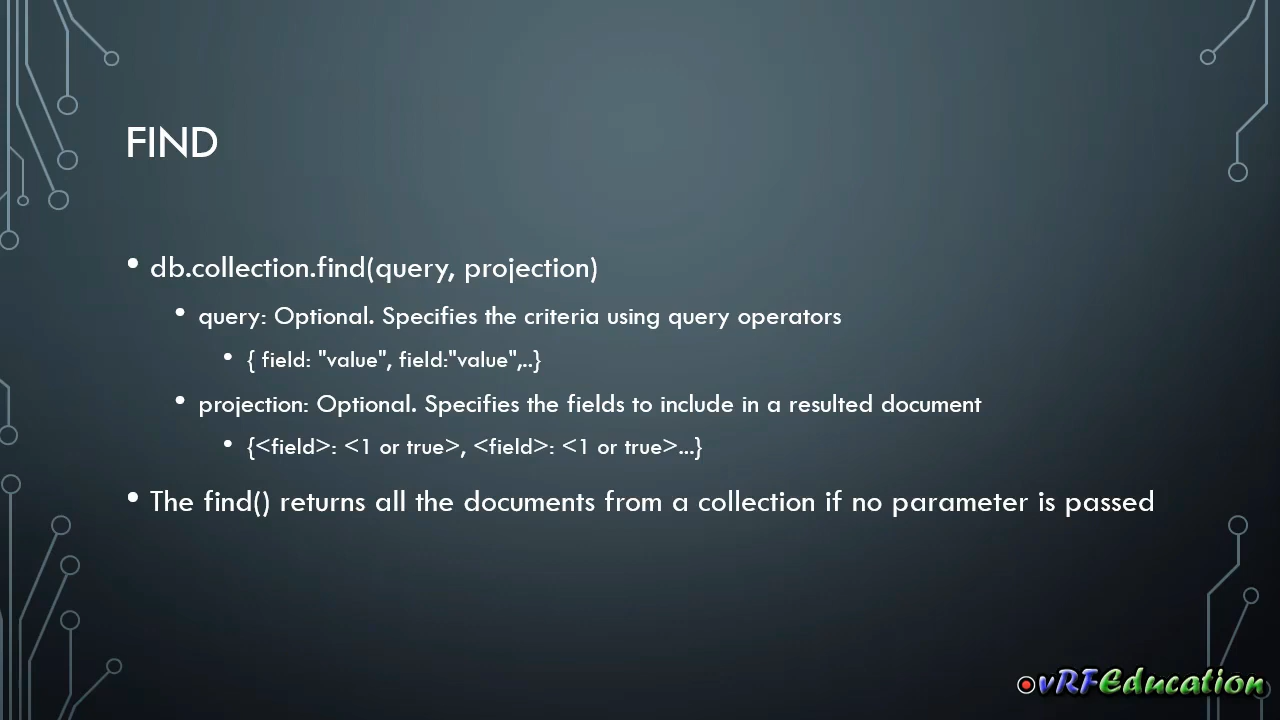 FIND
• db.collection.find(query, projection)
• query: Optional. Specifies the criteria using query operators
• { field: "value", field:"value",..}
• projection: Optional. Specifies the fields to include in a resulted document
• {<field>: <1 or true>, <field>: <1 or true>...}
• The find() returns all the documents from a collection if no parameter is passed
vRFEducation